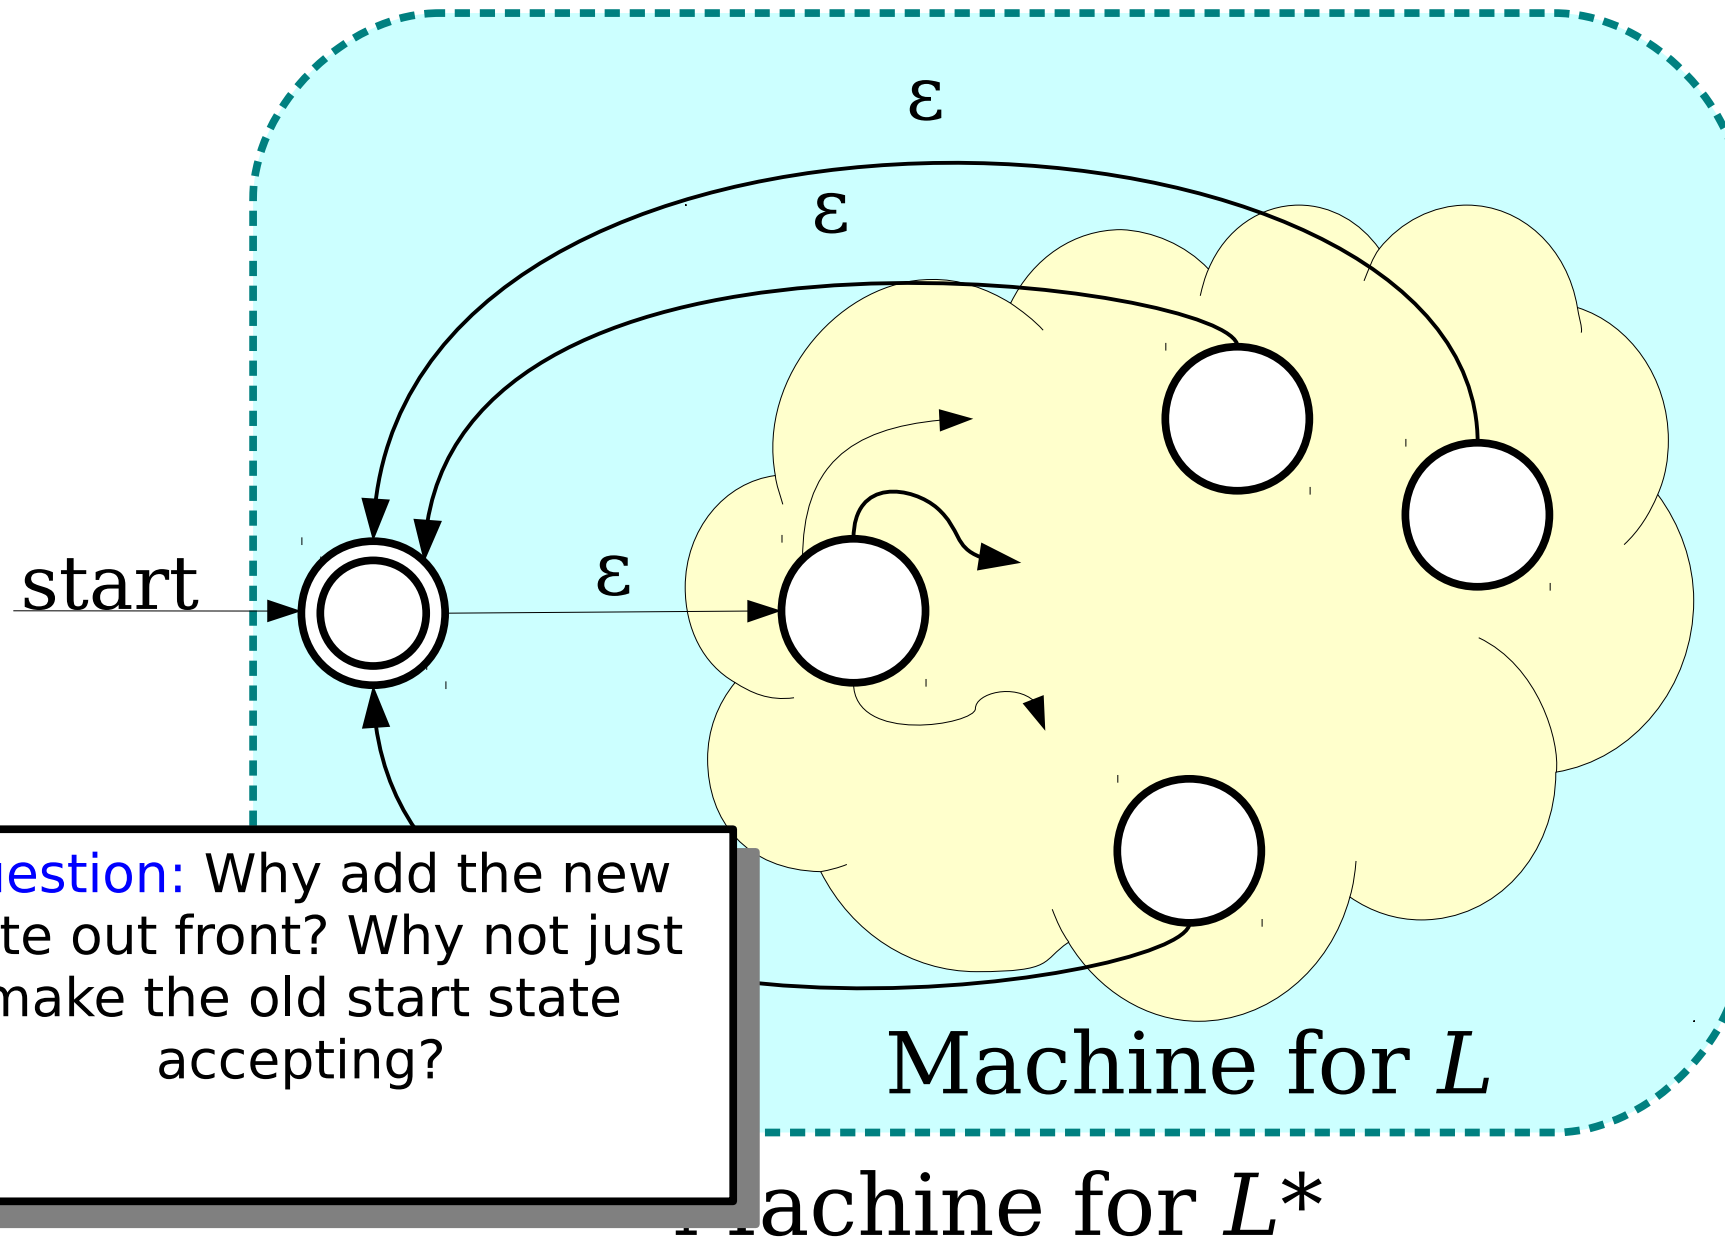 ε
ε
start
ε
uestion: Why add the new
te out front? Why not just
make the old start state
accepting?
Machine for L
Machine for L*